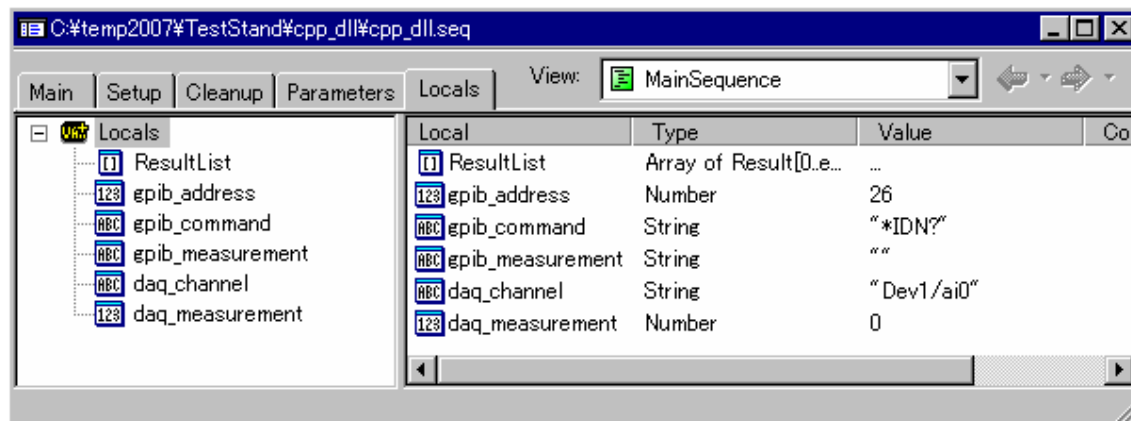 C:¥temp2007¥TestStand¥cpp_dll¥cpp_dll.seq
Main Setup Cleanup Parameters Locals View: MainSequence
Locals
ResultList
gpib_address
gpib_command
gpib_measurement
daq_channel
daq_measurement
Local Type Value Co
ResultList Array of Result[0..e... ...
gpib_address Number 26
gpib_command String "*IDN?"
gpib_measurement String ""
daq_channel String "Dev1/ai0"
daq_measurement Number 0